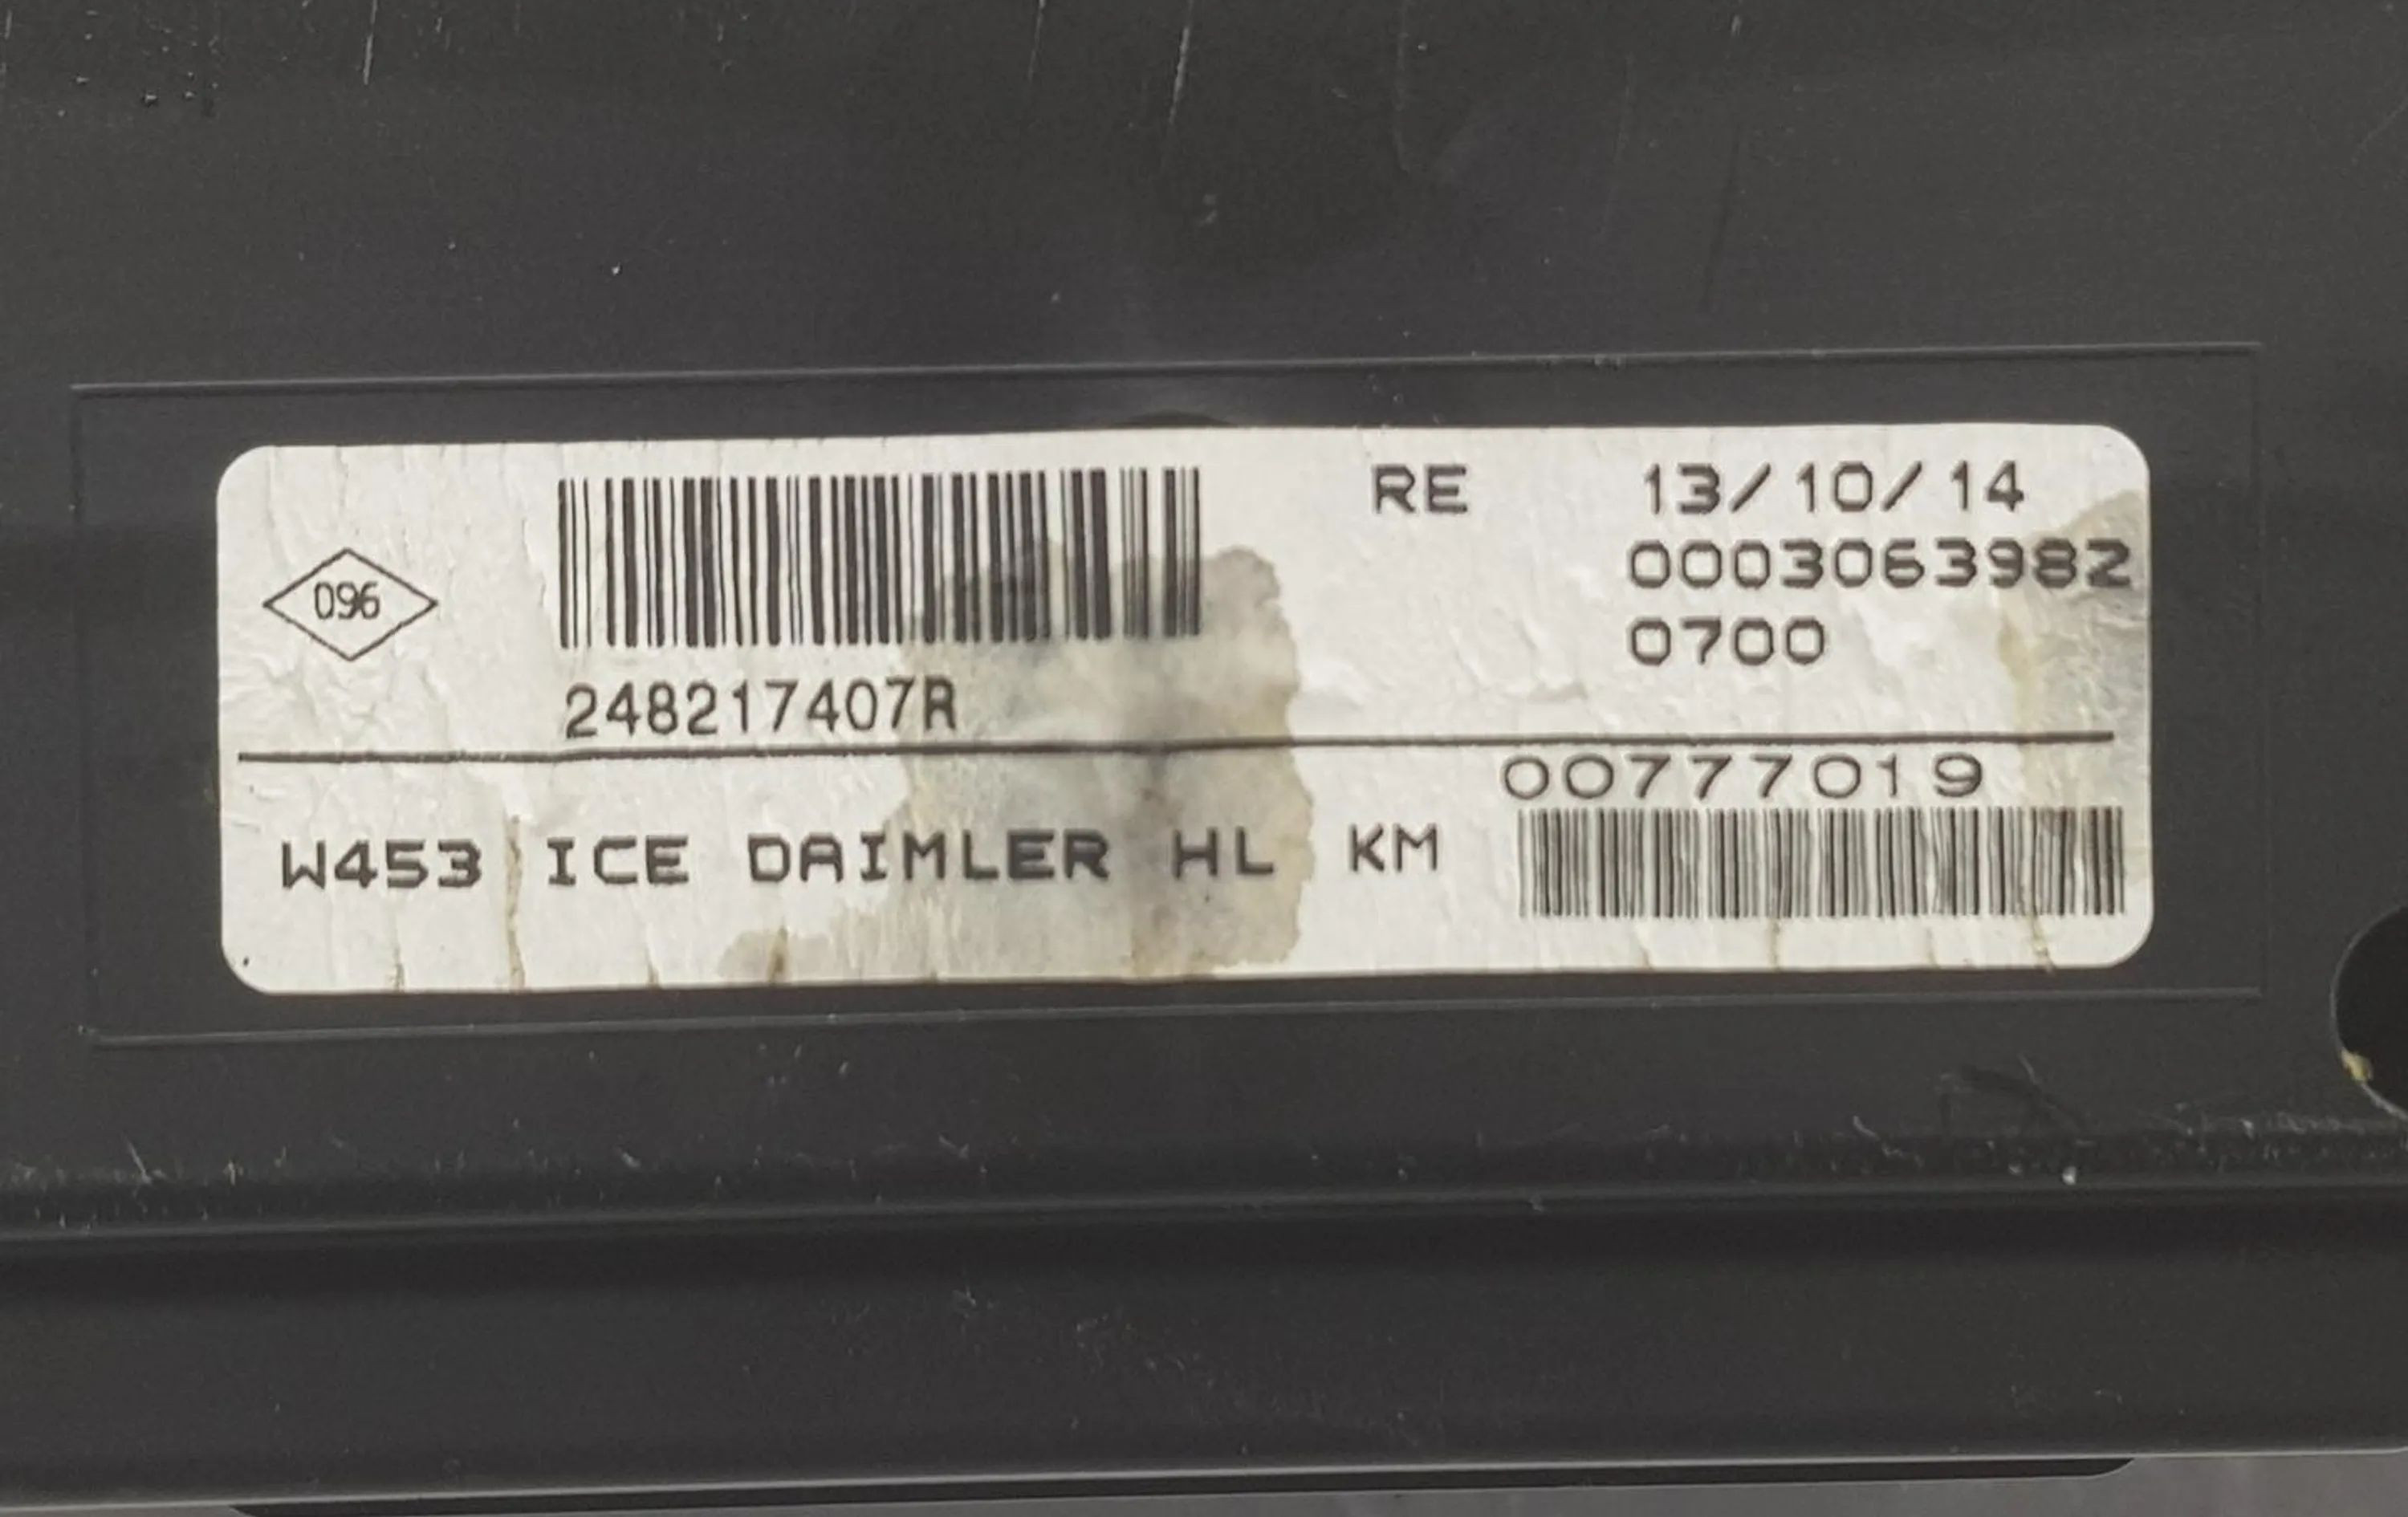 096
248217407R
RE 13/10/14
0003063982
0700
00777019
W453 ICE DAIMLER HL KM